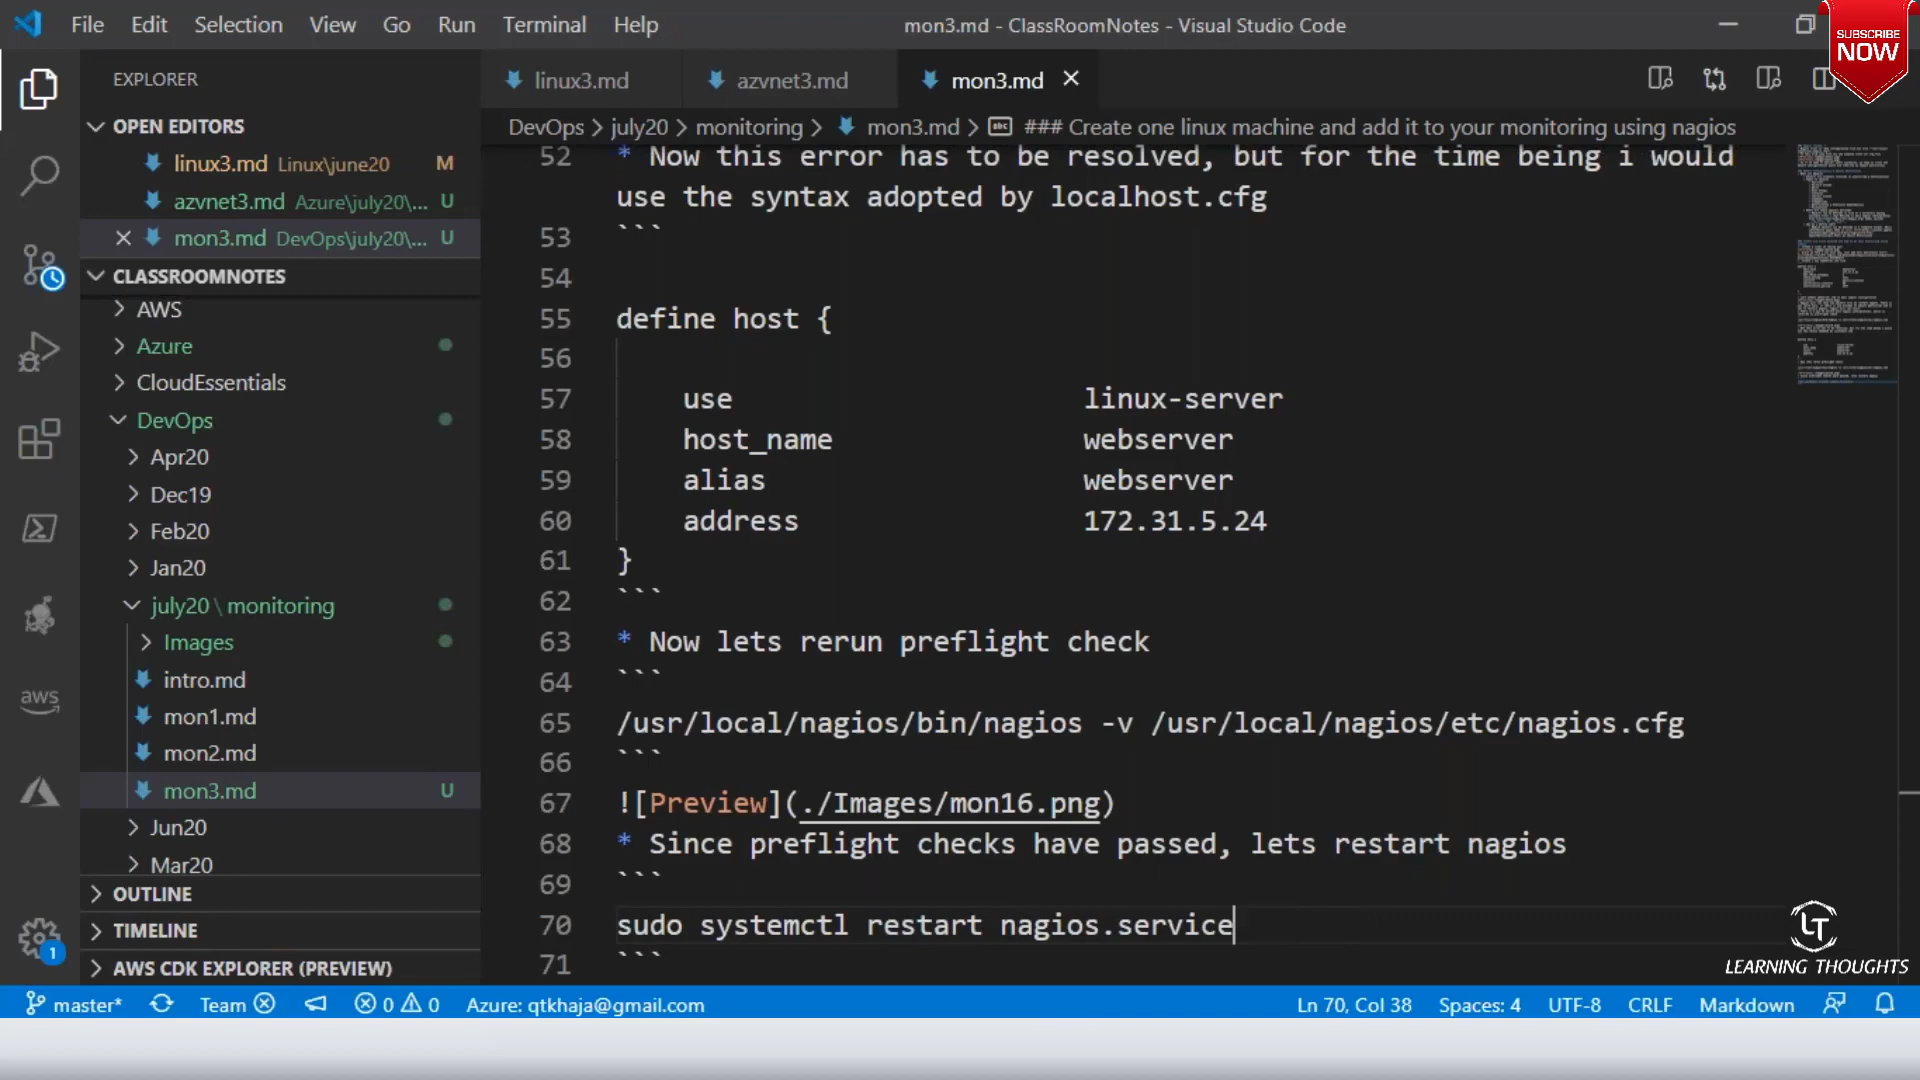 File Edit Selection View Go Run Terminal Help
mon3.md - ClassRoomNotes - Visual Studio Code
SUBSCRIBE
NOW
EXPLORER
linux3.md
azvnet3.md
mon3.md
OPEN EDITORS
linux3.md Linux\june20 M
azvnet3.md Azure\july20\... U
mon3.md DevOps\july20\... U
CLASSROOMNOTES
AWS
Azure
CloudEssentials
DevOps
Apr20
Dec19
Feb20
Jan20
july20 \ monitoring
Images
intro.md
mon1.md
mon2.md
mon3.md U
Jun20
Mar20
OUTLINE
TIMELINE
AWS CDK EXPLORER (PREVIEW)
aws
1
DevOps > july20 > monitoring > mon3.md > abc ### Create one linux machine and add it to your monitoring using nagios
52 * Now this error has to be resolved, but for the time being i would
use the syntax adopted by localhost.cfg
53 ```
54
55 define host {
56
57 use linux-server
58 host_name webserver
59 alias webserver
60 address 172.31.5.24
61 }
62 ```
63 * Now lets rerun preflight check
64 ```
65 /usr/local/nagios/bin/nagios -v /usr/local/nagios/etc/nagios.cfg
66 ```
67 ![Preview](./Images/mon16.png)
68 * Since preflight checks have passed, lets restart nagios
69 ```
70 sudo systemctl restart nagios.service
71 ```
LT
LEARNING THOUGHTS
master* Team 0 0 Azure: qtkhaja@gmail.com Ln 70, Col 38 Spaces: 4 UTF-8 CRLF Markdown